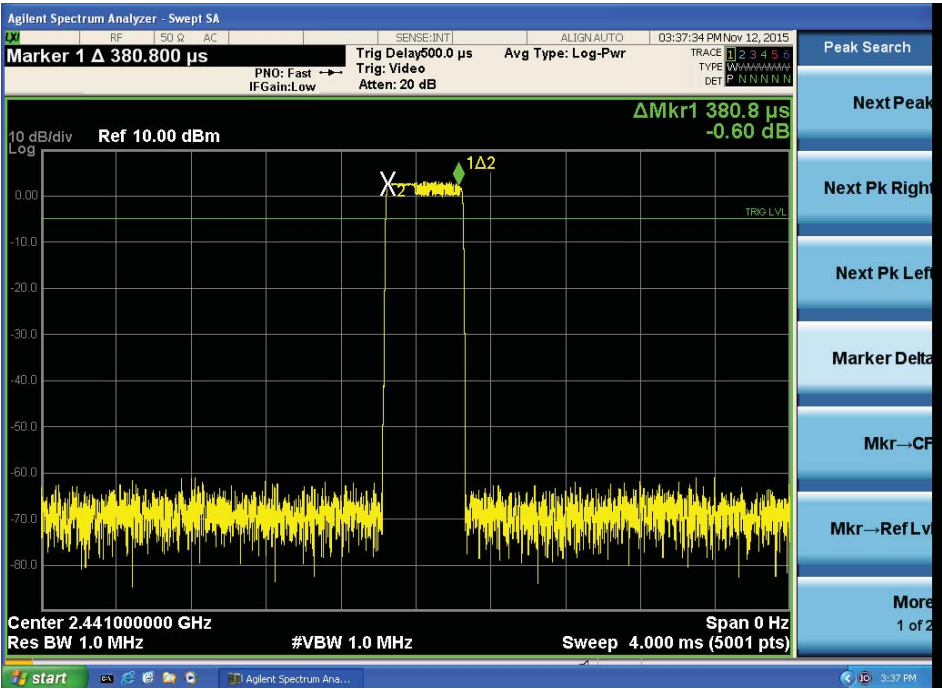 Agilent Spectrum Analyzer - Swept SA
LXI RF 50 Ω AC SENSE:INT ALIGN AUTO 03:37:34 PM Nov 12, 2015
Marker 1 Δ 380.800 µs
PNO: Fast
IFGain:Low
Trig Delay500.0 µs
Trig: Video
Atten: 20 dB
Avg Type: Log-Pwr
TRACE 1 2 3 4 5 6
TYPE WWWWWWW
DET P N N N N N
ΔMkr1 380.8 µs
-0.60 dB
10 dB/div Ref 10.00 dBm
Log
1Δ2
X2
0.00
TRIG LVL
-10.0
-20.0
-30.0
-40.0
-50.0
-60.0
-70.0
-80.0
Center 2.441000000 GHz Span 0 Hz
Res BW 1.0 MHz #VBW 1.0 MHz Sweep 4.000 ms (5001 pts)
Peak Search
Next Peak
Next Pk Right
Next Pk Left
Marker Delta
Mkr→CF
Mkr→Ref Lvl
More
1 of 2
start Agilent Spectrum Ana... 3:37 PM